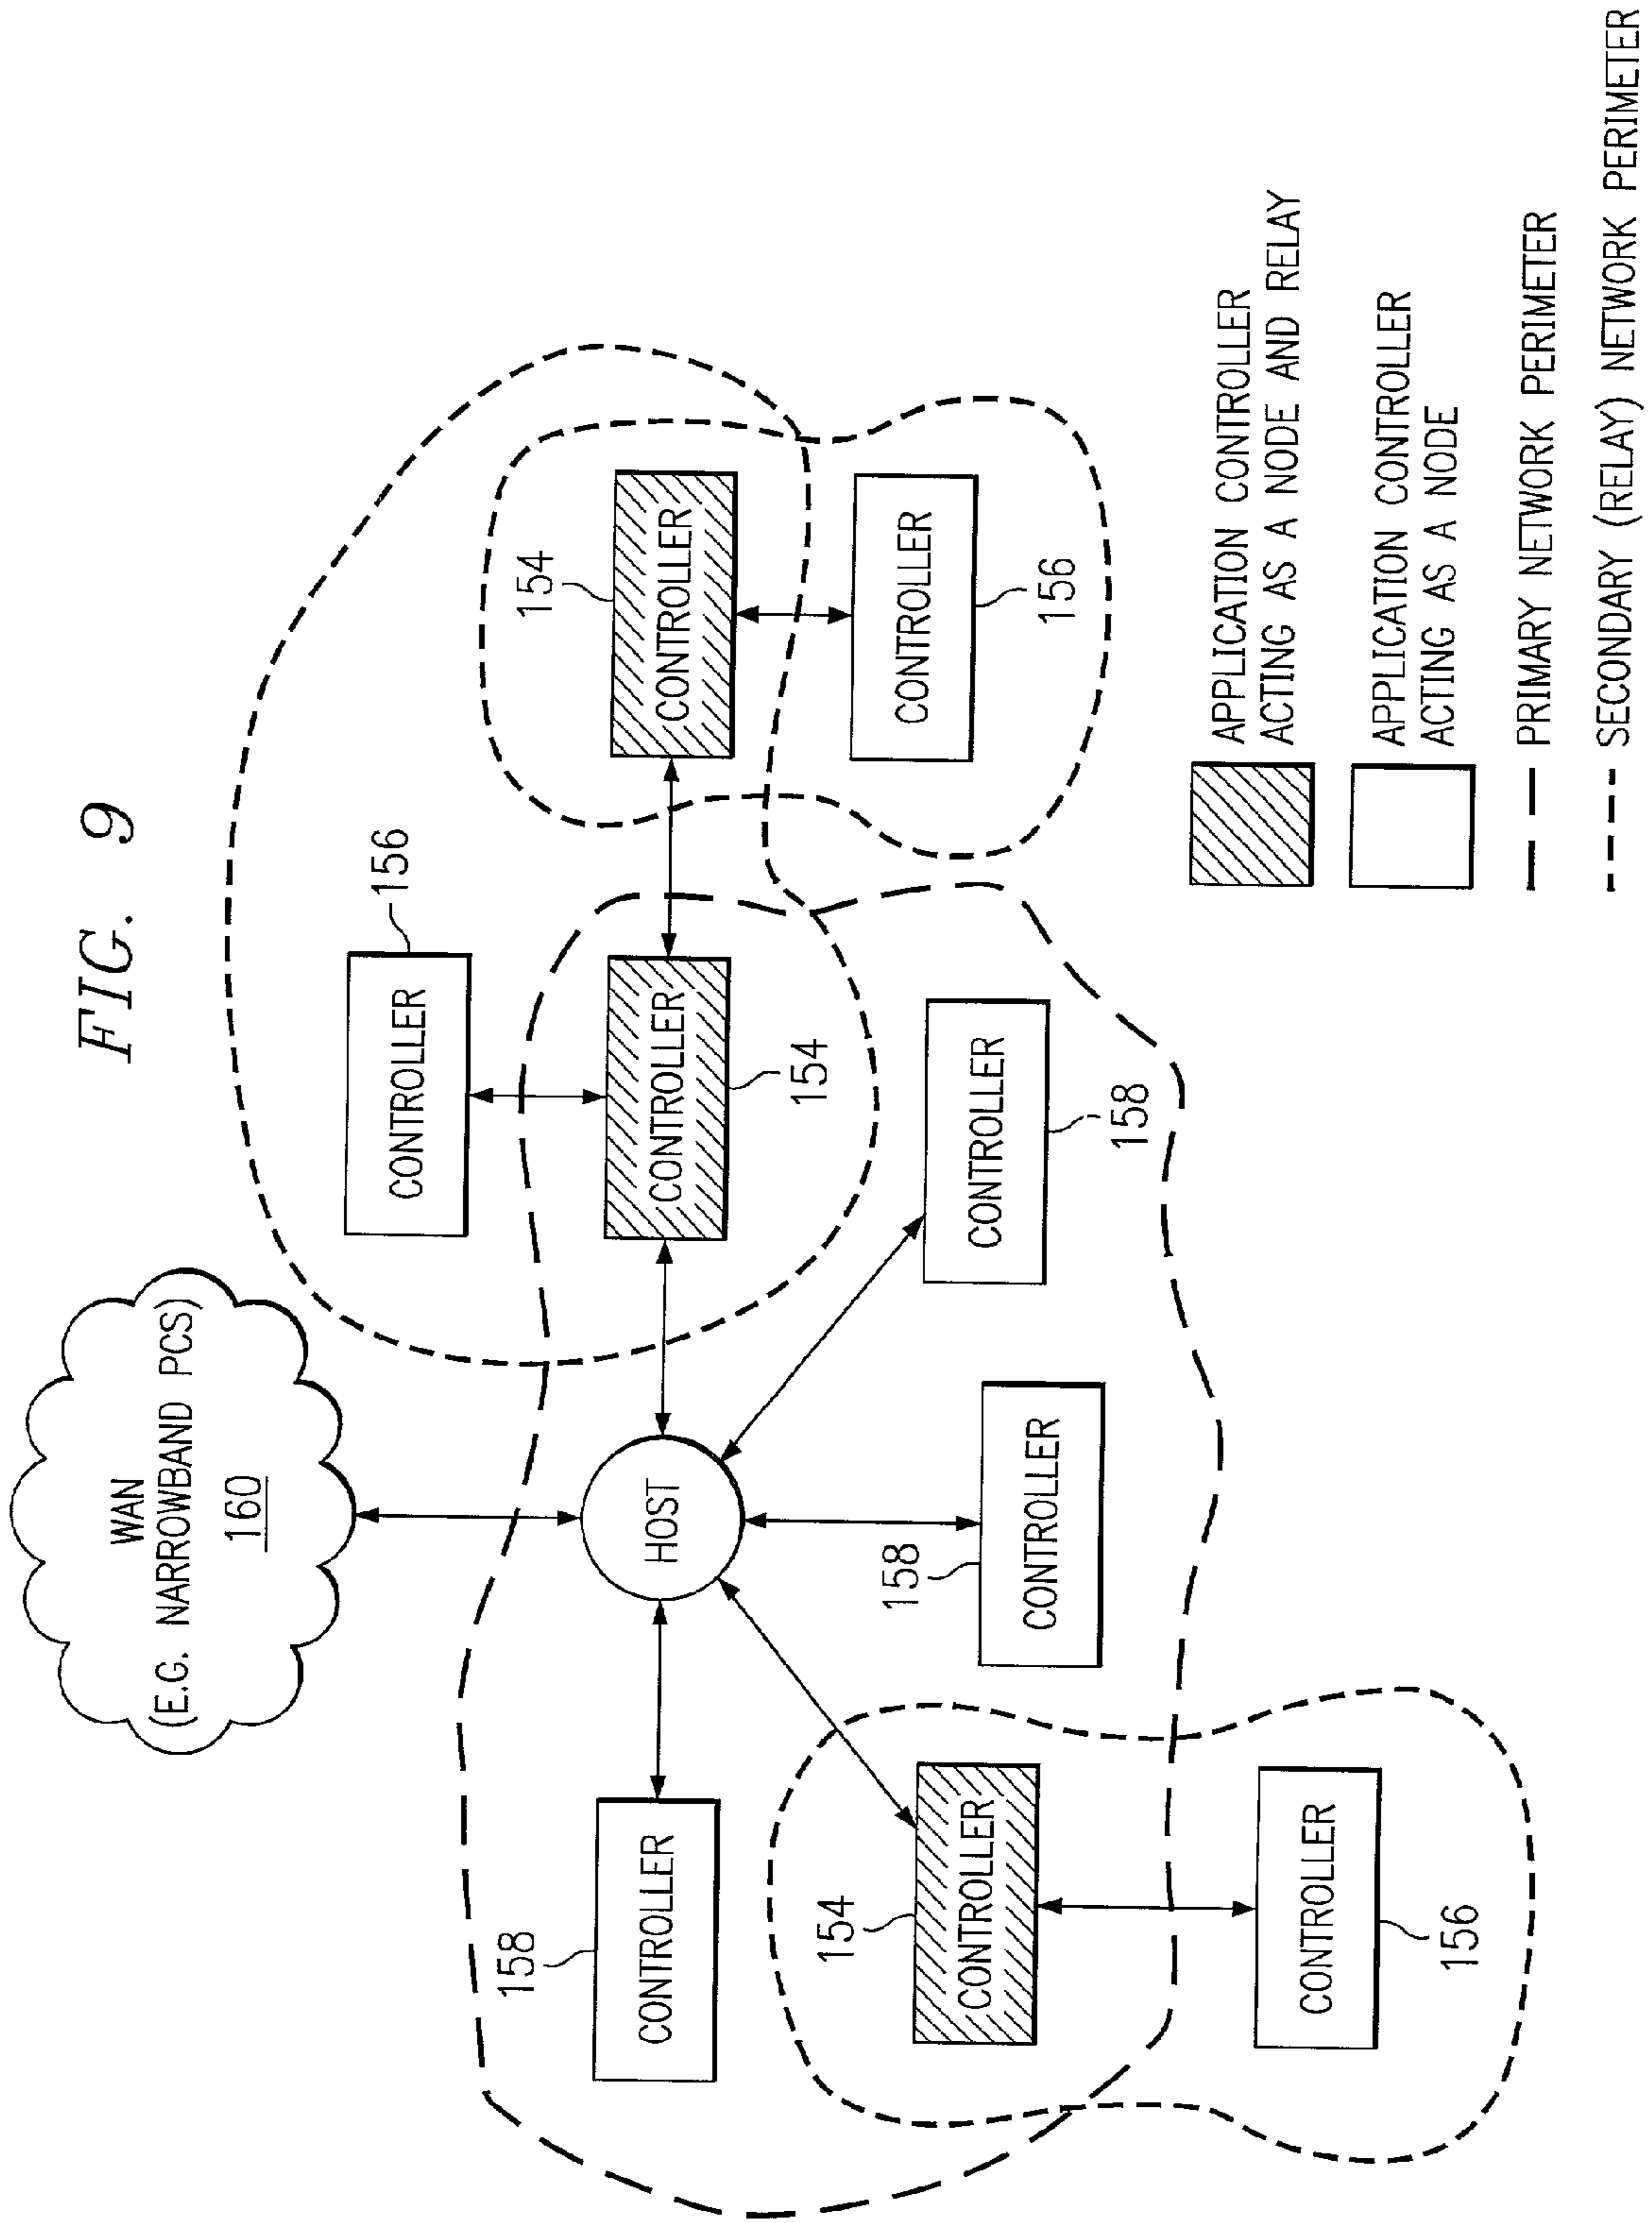 FIG. 9
WAN
(E.G. NARROWBAND PCS)
160
CONTROLLER
156
158
CONTROLLER
HOST
CONTROLLER
154
154
CONTROLLER
154
CONTROLLER
158
CONTROLLER
CONTROLLER
158
CONTROLLER
156
CONTROLLER
156
APPLICATION CONTROLLER
ACTING AS A NODE AND RELAY
APPLICATION CONTROLLER
ACTING AS A NODE
PRIMARY NETWORK PERIMETER
SECONDARY (RELAY) NETWORK PERIMETER